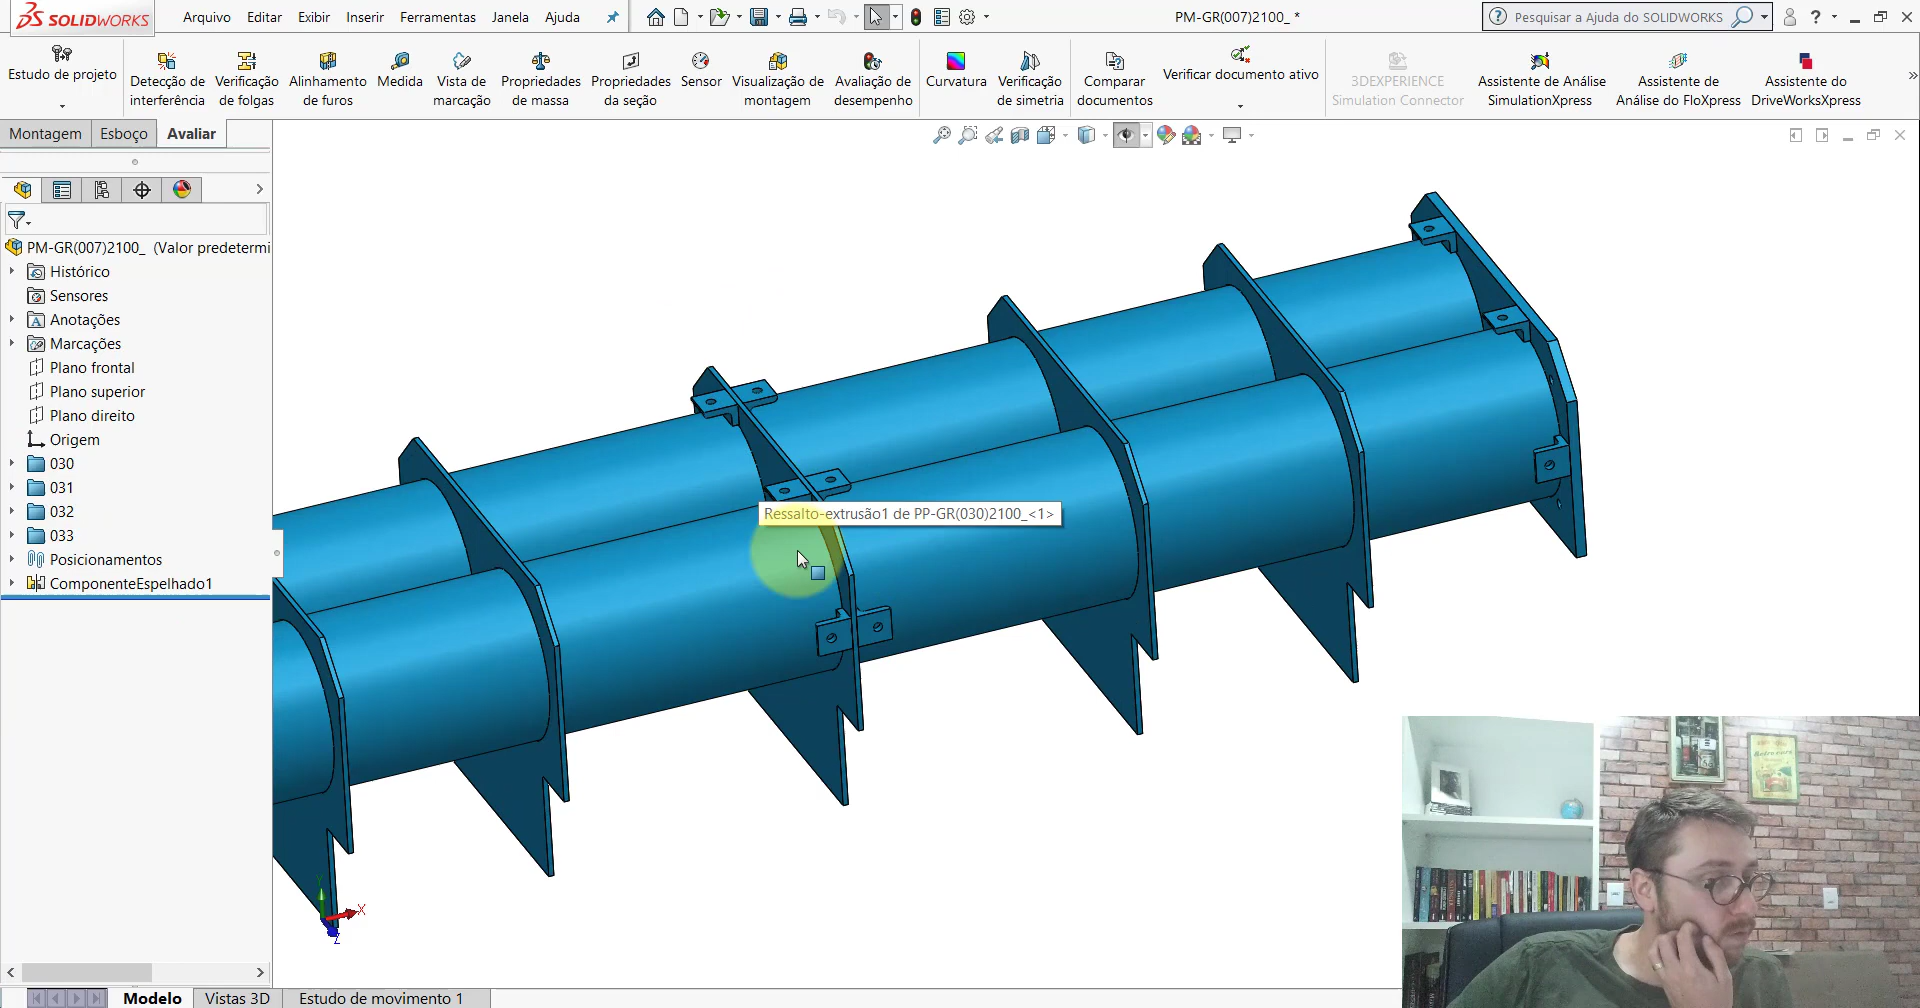 SOLIDWORKS
Arquivo Editar Exibir Inserir Ferramentas Janela Ajuda
PM-GR(007)2100_ *
Pesquisar a Ajuda do SOLIDWORKS
?
Estudo de projeto
Detecção de interferência
Verificação de folgas
Alinhamento de furos
Medida
Vista de marcação
Propriedades de massa
Propriedades da seção
Sensor
Visualização de montagem
Avaliação de desempenho
Curvatura
Verificação de simetria
Comparar documentos
Verificar documento ativo
3DEXPERIENCE Simulation Connector
Assistente de Análise SimulationXpress
Assistente de Análise do FloXpress
Assistente do DriveWorksXpress
Montagem Esboço Avaliar
PM-GR(007)2100_ (Valor predetermi
Histórico
Sensores
Anotações
Marcações
Plano frontal
Plano superior
Plano direito
Origem
030
031
032
033
Posicionamentos
ComponenteEspelhado1
Ressalto-extrusão1 de PP-GR(030)2100_<1>
Y
X
Z
Modelo Vistas 3D Estudo de movimento 1